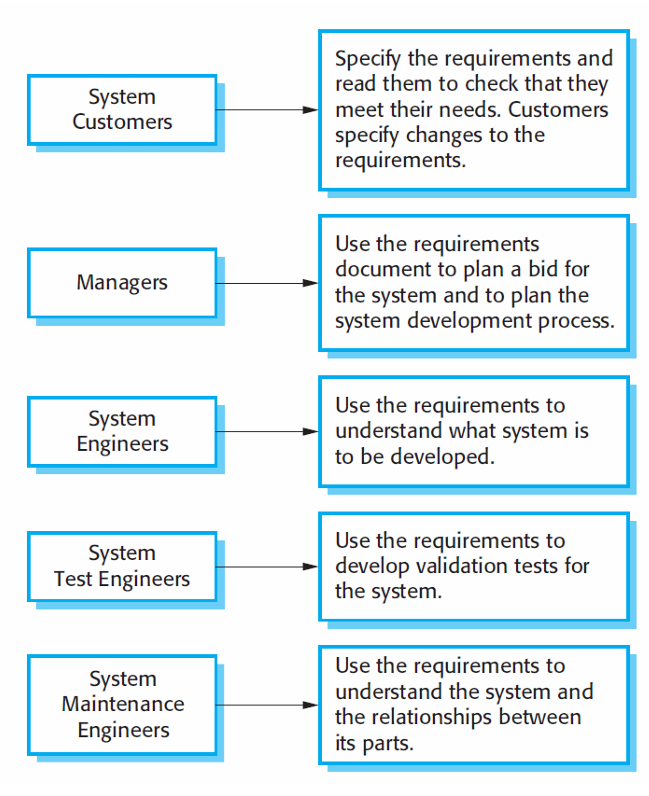 System
Customers
Specify the requirements and
read them to check that they
meet their needs. Customers
specify changes to the
requirements.
Managers
Use the requirements
document to plan a bid for
the system and to plan the
system development process.
System
Engineers
Use the requirements to
understand what system is
to be developed.
System
Test Engineers
Use the requirements to
develop validation tests for
the system.
System
Maintenance
Engineers
Use the requirements to
understand the system and
the relationships between
its parts.